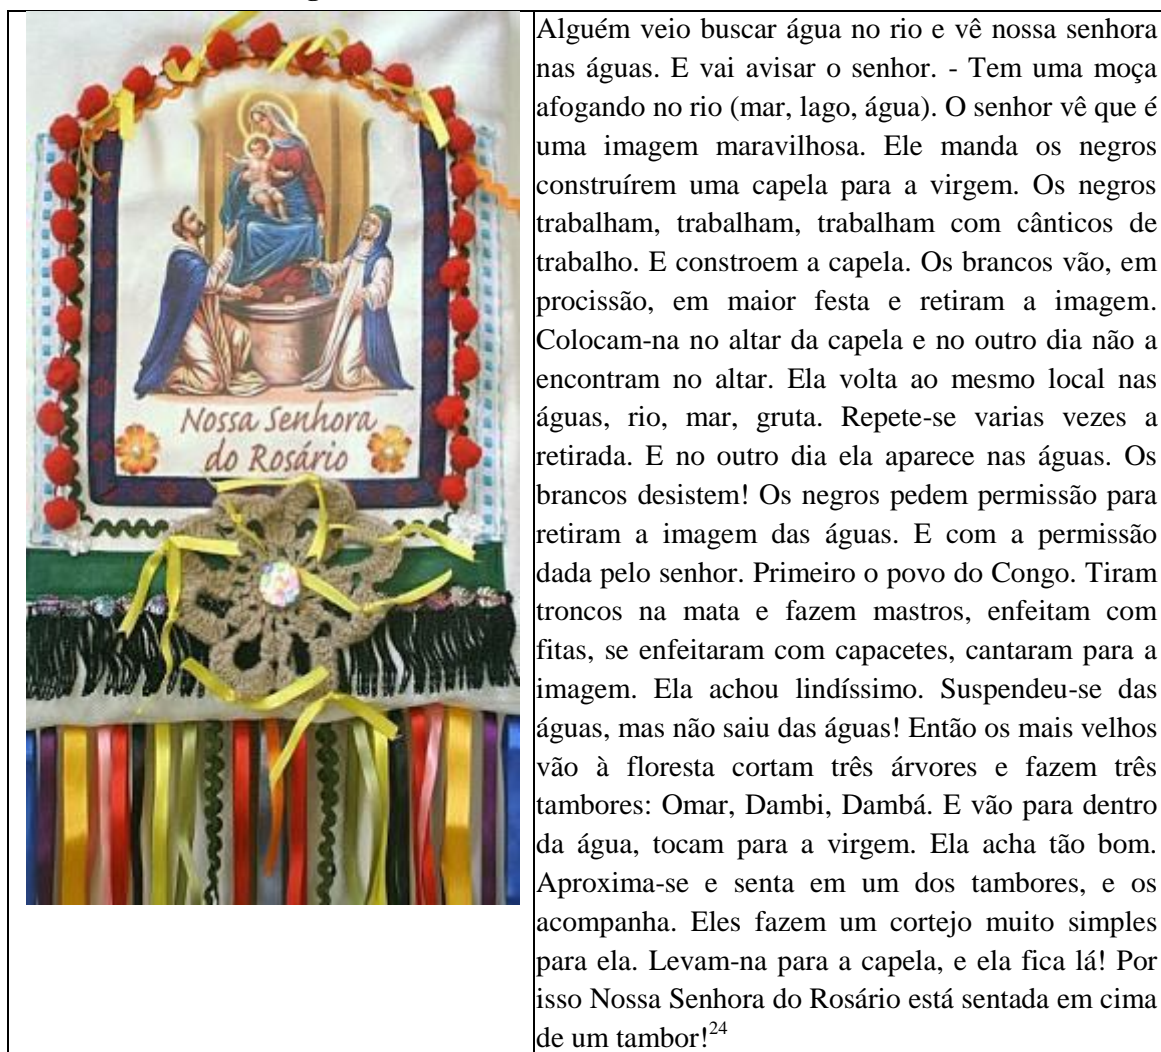 Nossa Senhora
do Rosário
Alguém veio buscar água no rio e vê nossa senhora
nas águas. E vai avisar o senhor. - Tem uma moça
afogando no rio (mar, lago, água). O senhor vê que é
uma imagem maravilhosa. Ele manda os negros
construírem uma capela para a virgem. Os negros
trabalham, trabalham, trabalham com cânticos de
trabalho. E constroem a capela. Os brancos vão, em
procissão, em maior festa e retiram a imagem.
Colocam-na no altar da capela e no outro dia não a
encontram no altar. Ela volta ao mesmo local nas
águas, rio, mar, gruta. Repete-se varias vezes a
retirada. E no outro dia ela aparece nas águas. Os
brancos desistem! Os negros pedem permissão para
retiram a imagem das águas. E com a permissão
dada pelo senhor. Primeiro o povo do Congo. Tiram
troncos na mata e fazem mastros, enfeitam com
fitas, se enfeitaram com capacetes, cantaram para a
imagem. Ela achou lindíssimo. Suspendeu-se das
águas, mas não saiu das águas! Então os mais velhos
vão à floresta cortam três árvores e fazem três
tambores: Omar, Dambi, Dambá. E vão para dentro
da água, tocam para a virgem. Ela acha tão bom.
Aproxima-se e senta em um dos tambores, e os
acompanha. Eles fazem um cortejo muito simples
para ela. Levam-na para a capela, e ela fica lá! Por
isso Nossa Senhora do Rosário está sentada em cima
de um tambor!24